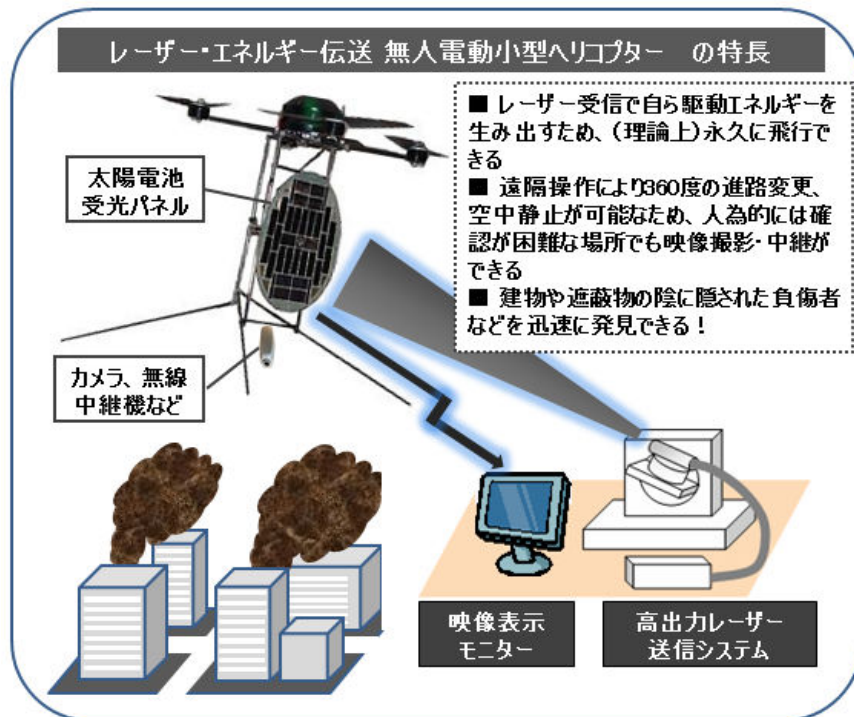 レーザー・エネルギー伝送 無人電動小型ヘリコプター の特長
■ レーザー受信で自ら駆動エネルギーを
生み出すため、(理論上)永久に飛行で
きる
■ 遠隔操作により360度の進路変更、
空中静止が可能なため、人為的には確
認が困難な場所でも映像撮影・中継が
できる
■ 建物や遮蔽物の陰に隠された負傷者
などを迅速に発見できる!
太陽電池
受光パネル
カメラ、無線
中継機など
映像表示
モニター
高出力レーザー
送信システム